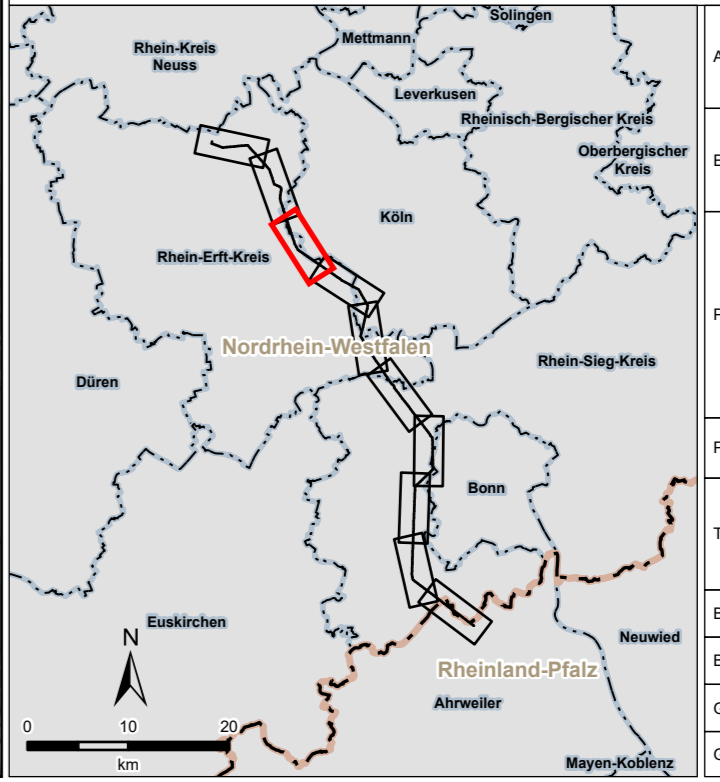 Solingen
Mettmann
Rhein-Kreis
Neuss
Leverkusen
Rheinisch-Bergischer Kreis
Oberbergischer
Kreis
Köln
Rhein-Erft-Kreis
Nordrhein-Westfalen
Rhein-Sieg-Kreis
Düren
Bonn
Euskirchen
Neuwied
N
Rheinland-Pfalz
Ahrweiler
0 10 20
km
Mayen-Koblenz